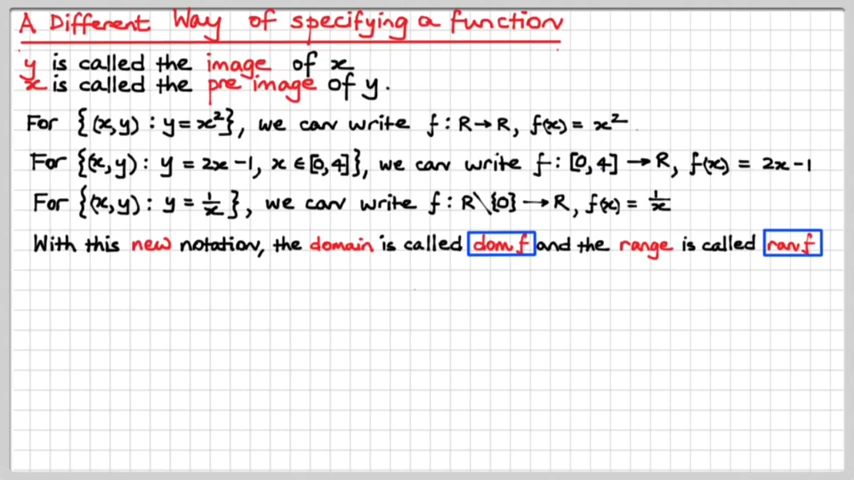 A Different Way of specifying a function
y is called the image of x
x is called the pre image of y.
For {(x,y) : y = x²}, we can write f : R→R, f(x) = x²
For {(x,y) : y = 2x -1, x ∈ [0,4]}, we can write f : [0,4] → R, f(x) = 2x -1
For {(x,y) : y = 1/x}, we can write f : R\{0} → R, f(x) = 1/x
With this new notation, the domain is called dom f and the range is called ran f